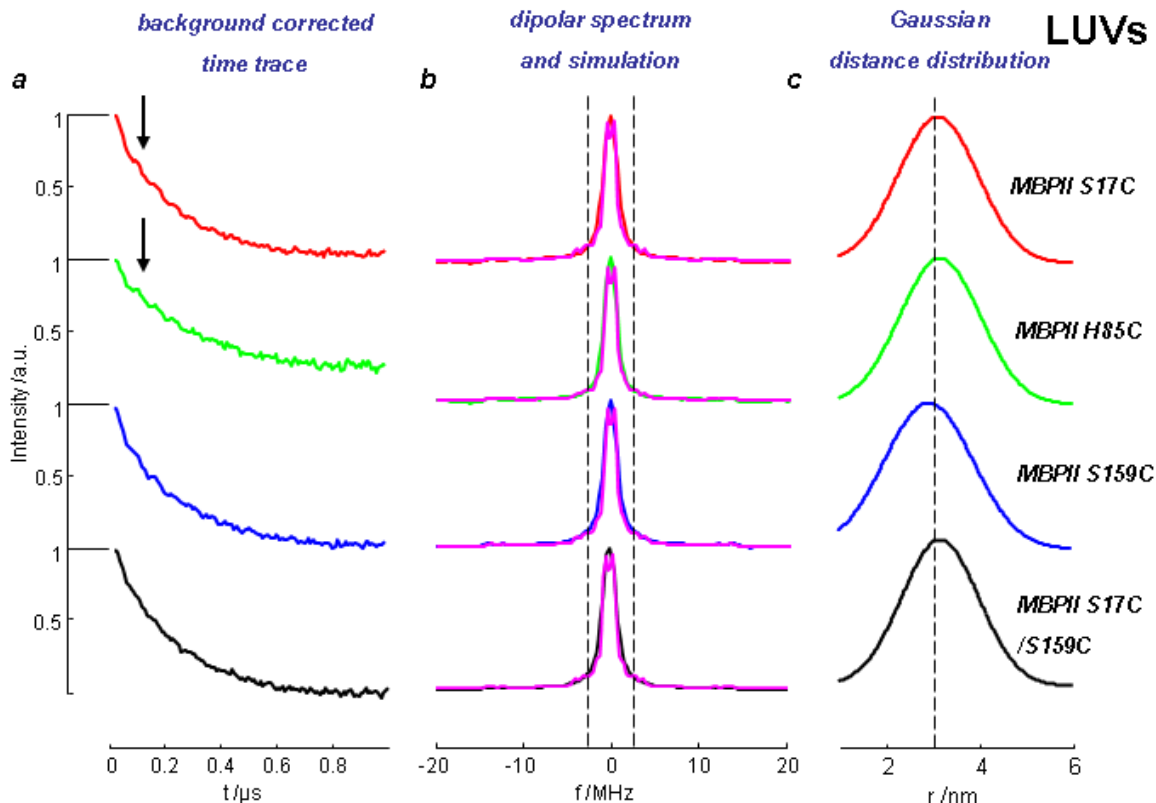 background corrected
time trace
dipolar spectrum
and simulation
Gaussian
distance distribution
LUVs
a
b
c
1
0.5
1
0.5
1
0.5
1
0.5
Intensity /a.u.
MBPII S17C
MBPII H85C
MBPII S159C
MBPII S17C
/S159C
0 0.2 0.4 0.6 0.8
t /µs
-20 -10 0 10 20
f /MHz
2 4 6
r /nm